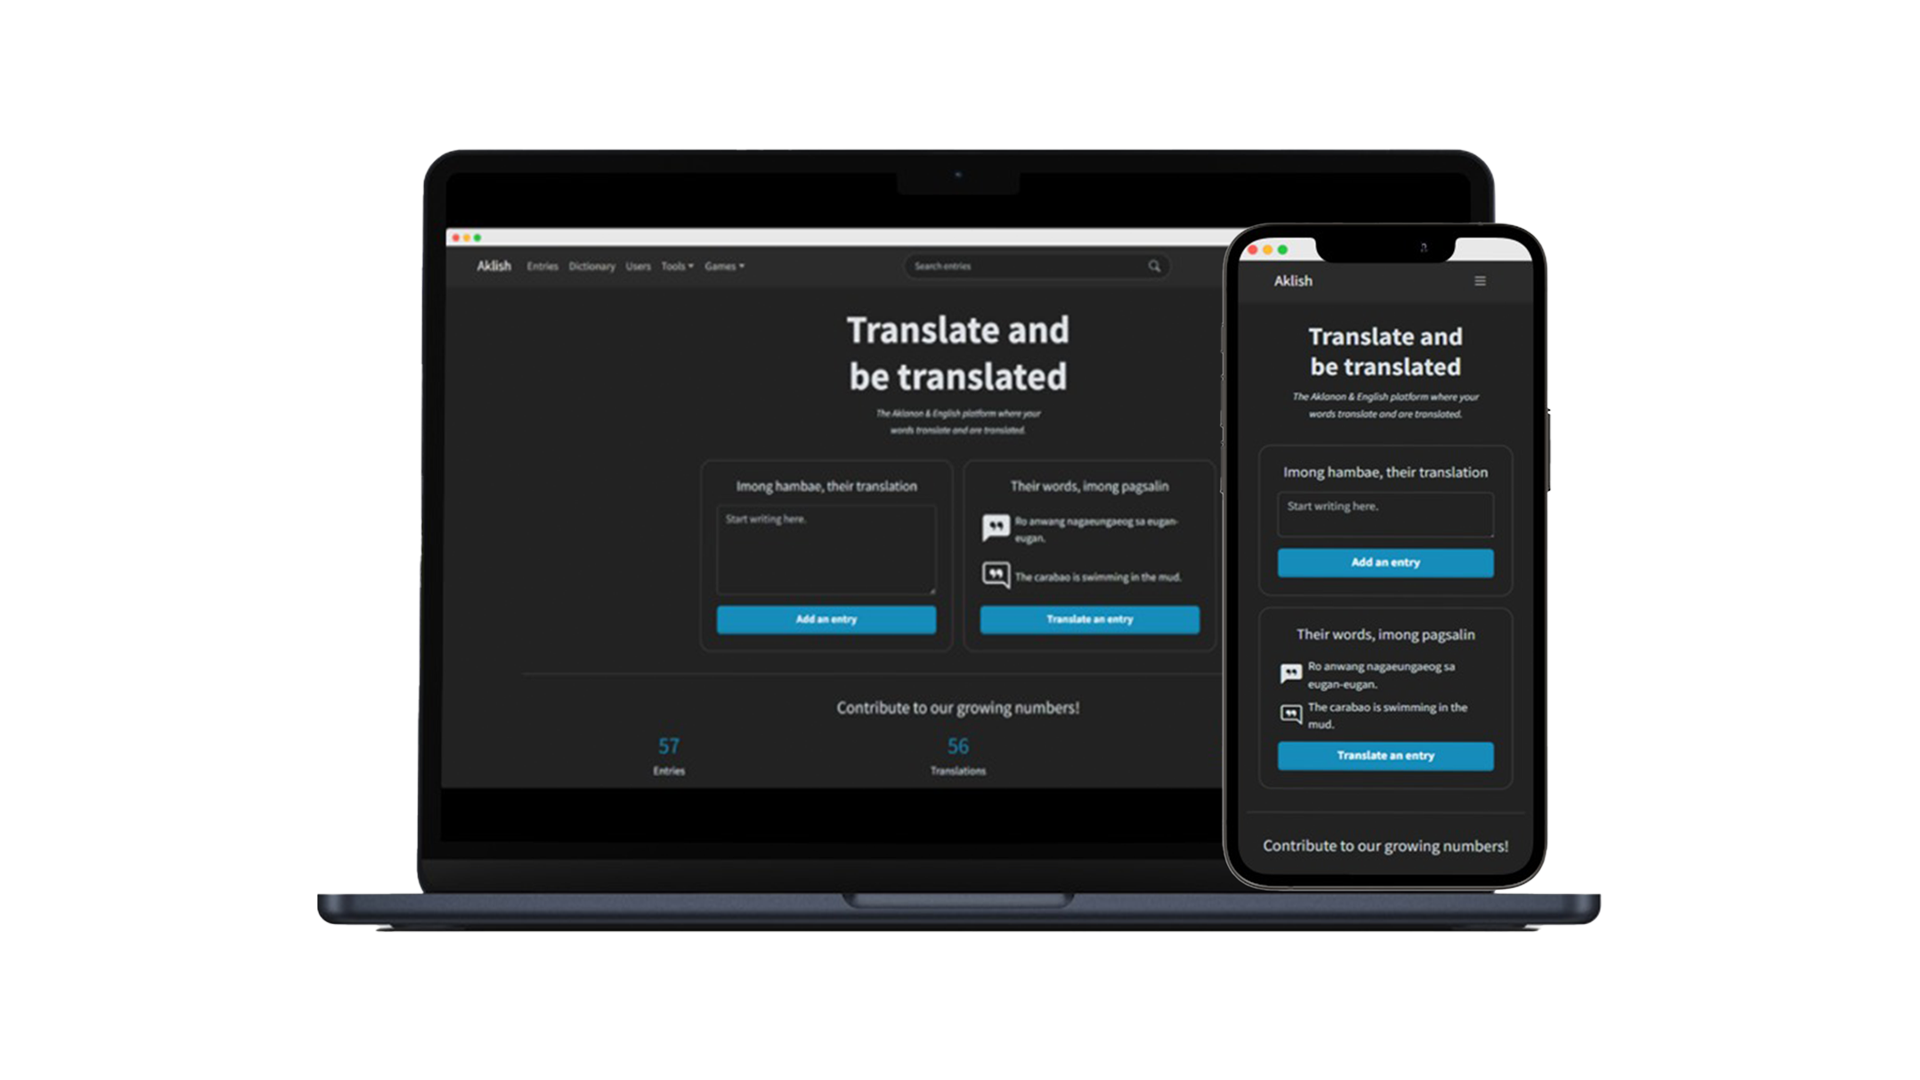 Aklish Entries Dictionary Users Tools Games Search entries
Translate and
be translated
The Aklanon & English platform where your
words translate and are translated.
Imong hambae, their translation
Start writing here.
Add an entry
Their words, imong pagsalin
Ro anwang nagaeungaeog sa eugan-
eugan.
The carabao is swimming in the mud.
Translate an entry
Contribute to our growing numbers!
57
Entries
56
Translations
Aklish
Translate and
be translated
The Aklanon & English platform where your
words translate and are translated.
Imong hambae, their translation
Start writing here.
Add an entry
Their words, imong pagsalin
Ro anwang nagaeungaeog sa
eugan-eugan.
The carabao is swimming in the
mud.
Translate an entry
Contribute to our growing numbers!